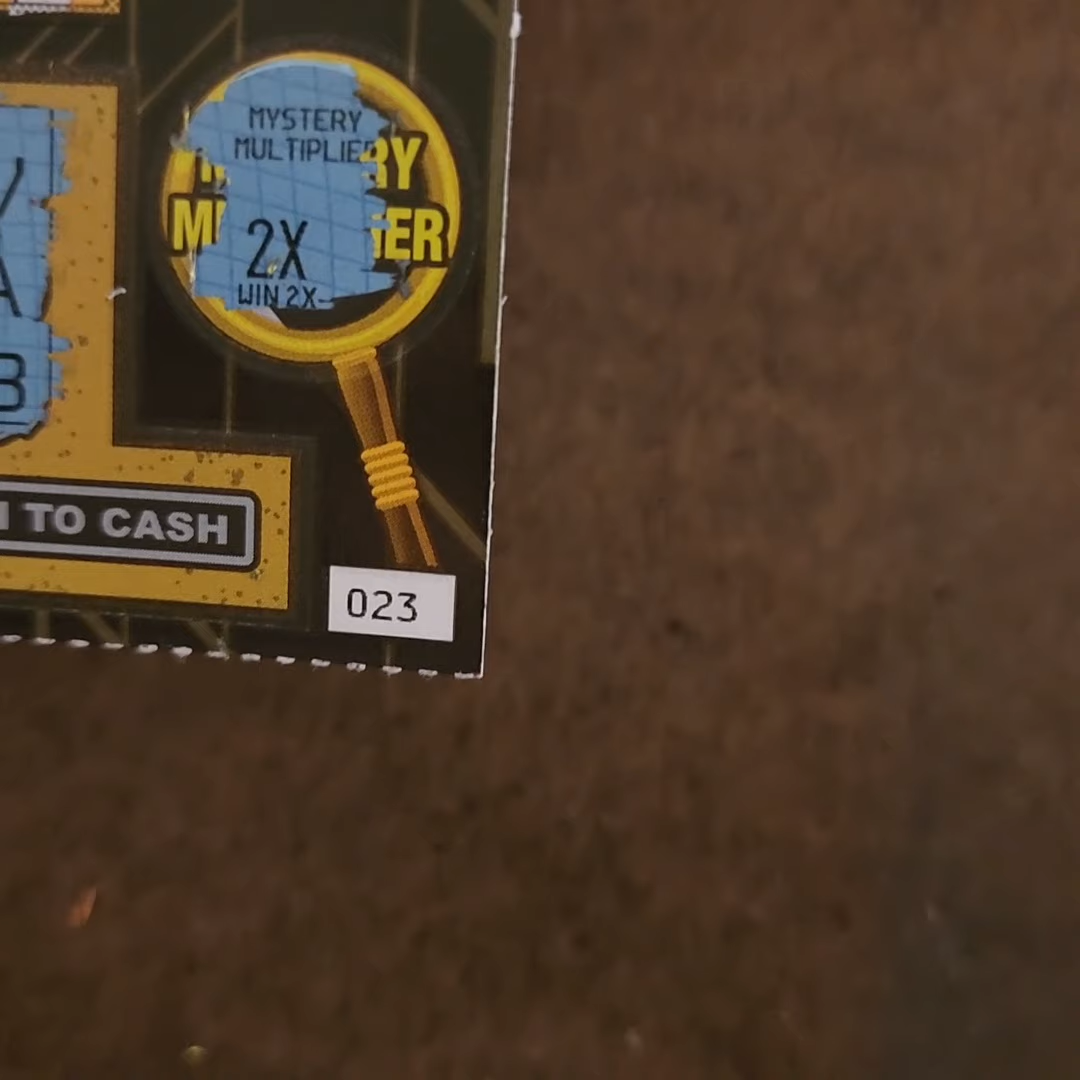 MYSTERY
MULTIPLIER
2X
WIN 2X
TO CASH
023